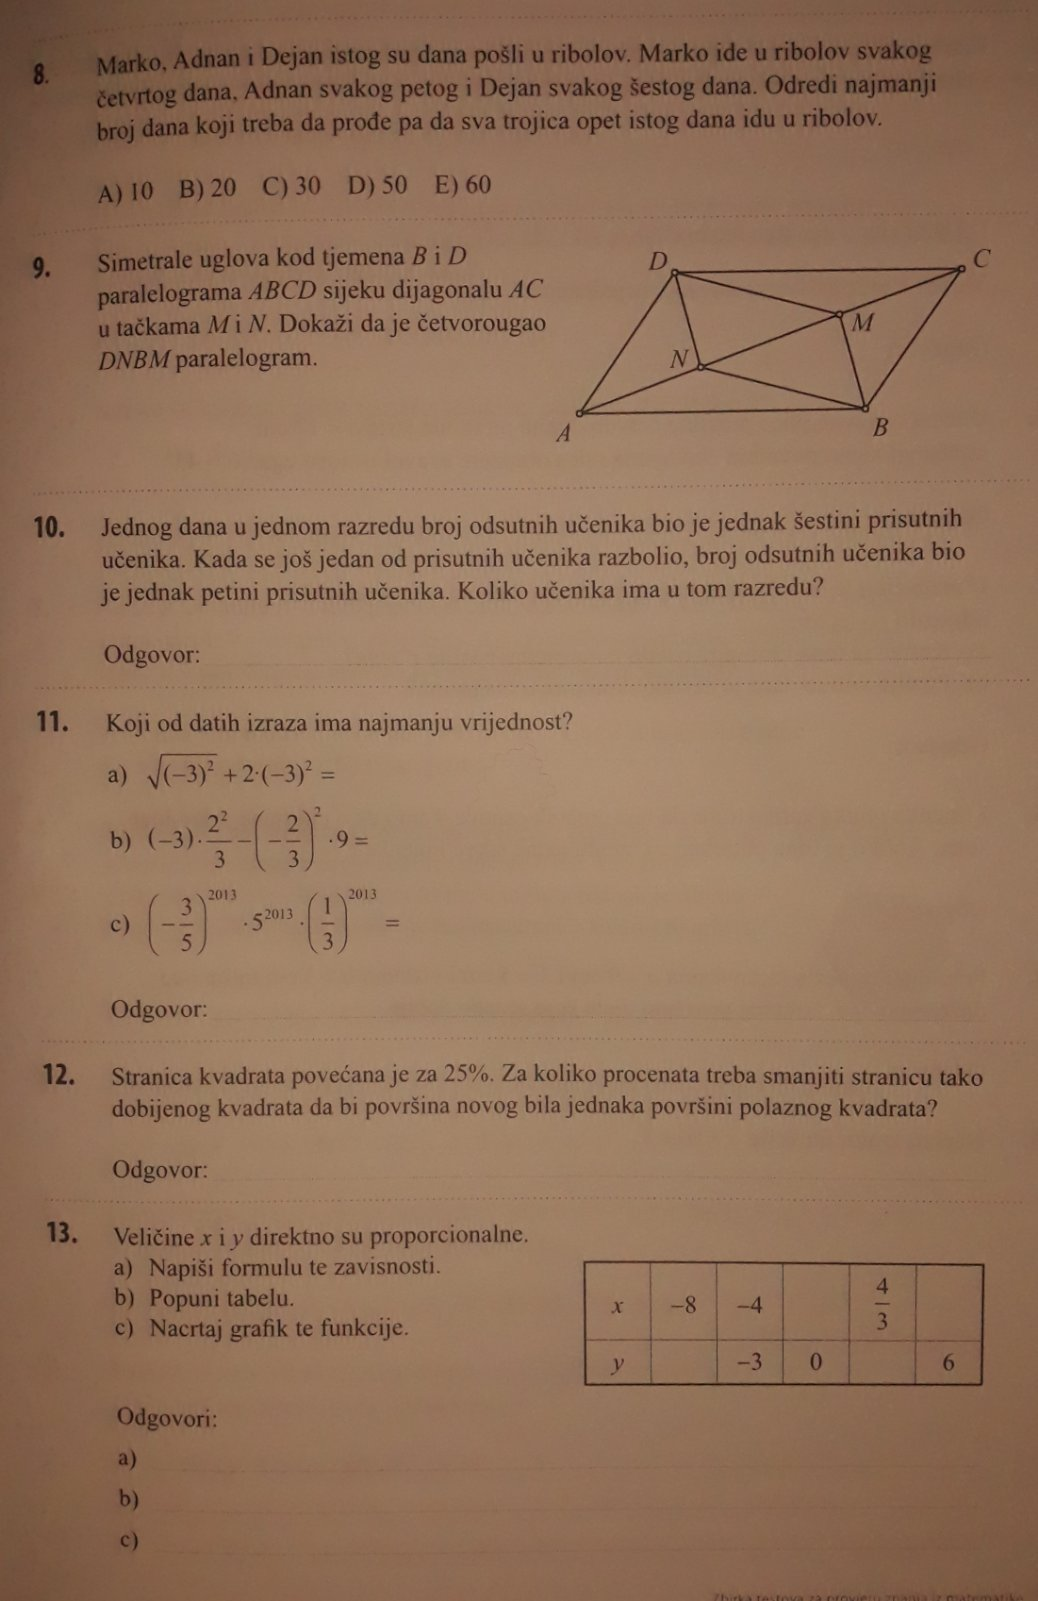 8. Marko, Adnan i Dejan istog su dana pošli u ribolov. Marko ide u ribolov svakog
četvrtog dana, Adnan svakog petog i Dejan svakog šestog dana. Odredi najmanji
broj dana koji treba da prođe pa da sva trojica opet istog dana idu u ribolov.
A) 10 B) 20 C) 30 D) 50 E) 60
9. Simetrale uglova kod tjemena B i D
paralelograma ABCD sijeku dijagonalu AC
u tačkama M i N. Dokaži da je četvorougao
DNBM paralelogram.
D C
M
N
A B
10. Jednog dana u jednom razredu broj odsutnih učenika bio je jednak šestini prisutnih
učenika. Kada se još jedan od prisutnih učenika razbolio, broj odsutnih učenika bio
je jednak petini prisutnih učenika. Koliko učenika ima u tom razredu?
Odgovor:
11. Koji od datih izraza ima najmanju vrijednost?
a) √(-3)² + 2·(-3)² =
b) (-3)·2²/3 - (-2/3)²·9 =
c) (-3/5)^2013 · 5^2013 · (1/3)^2013 =
Odgovor:
12. Stranica kvadrata povećana je za 25%. Za koliko procenata treba smanjiti stranicu tako
dobijenog kvadrata da bi površina novog bila jednaka površini polaznog kvadrata?
Odgovor:
13. Veličine x i y direktno su proporcionalne.
a) Napiši formulu te zavisnosti.
b) Popuni tabelu.
c) Nacrtaj grafik te funkcije.
x -8 -4 4/3
y -3 0 6
Odgovori:
a)
b)
c)
Zbirka testova za provjeru znanja iz matematike